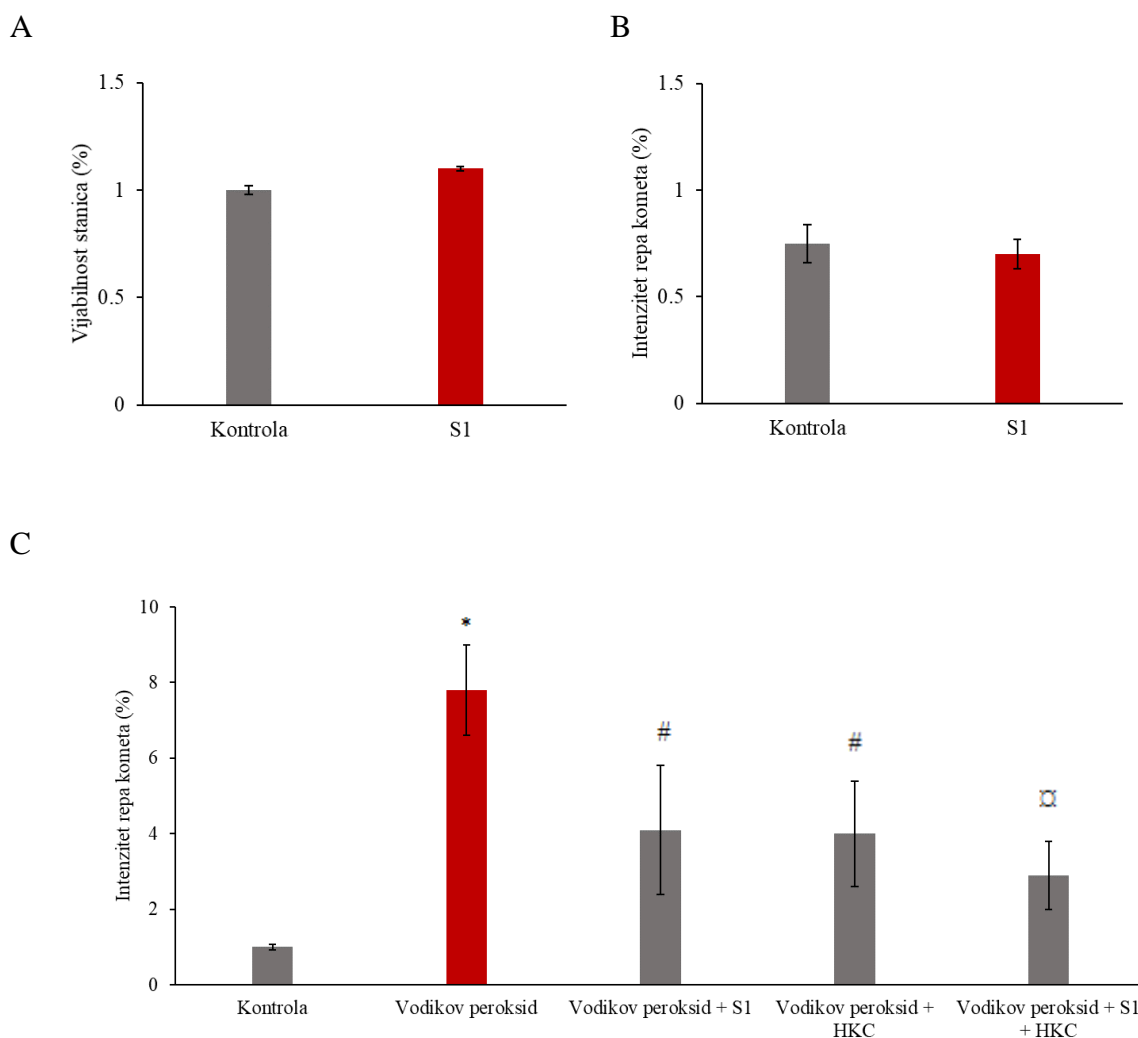 A
B
1.5
1
0.5
0
Vijabilnost stanica (%)
Kontrola
S1
1.5
1
0.5
0
Intenzitet repa kometa (%)
Kontrola
S1
C
10
8
6
4
2
0
Intenzitet repa kometa (%)
*
#
#
¤
Kontrola
Vodikov peroksid
Vodikov peroksid + S1
Vodikov peroksid +
HKC
Vodikov peroksid + S1
+ HKC